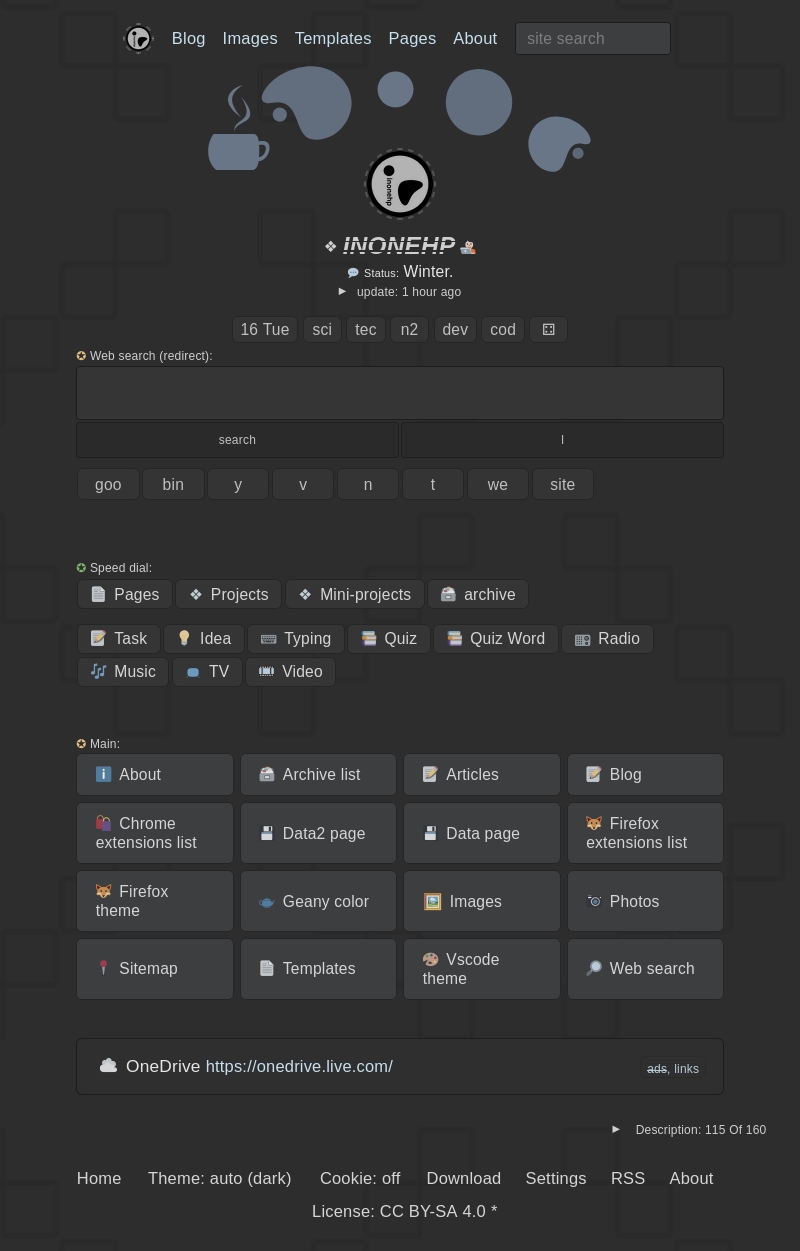 Blog Images Templates Pages About site search
inonehp
❖ INONEHP
Status: Winter.
► update: 1 hour ago
16 Tue sci tec n2 dev cod
✪ Web search (redirect):
search I
goo bin y v n t we site
✪ Speed dial:
Pages ❖ Projects ❖ Mini-projects archive
Task Idea Typing Quiz Quiz Word Radio
Music TV Video
✪ Main:
About Archive list Articles Blog
Chrome extensions list Data2 page Data page Firefox extensions list
Firefox theme Geany color Images Photos
Sitemap Templates Vscode theme Web search
OneDrive https://onedrive.live.com/ ads, links
► Description: 115 Of 160
Home Theme: auto (dark) Cookie: off Download Settings RSS About
License: CC BY-SA 4.0 *